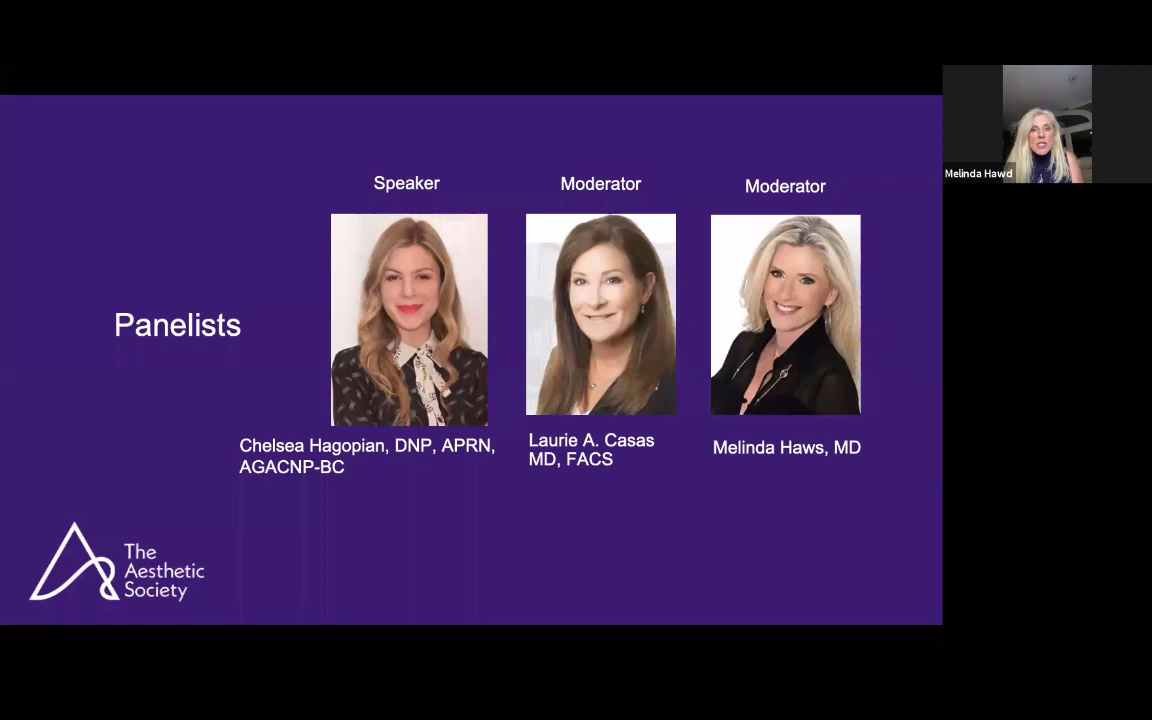 Speaker
Moderator
Moderator
Panelists
Chelsea Hagopian, DNP, APRN,
AGACNP-BC
Laurie A. Casas
MD, FACS
Melinda Haws, MD
The
Aesthetic
Society
Melinda Hawd